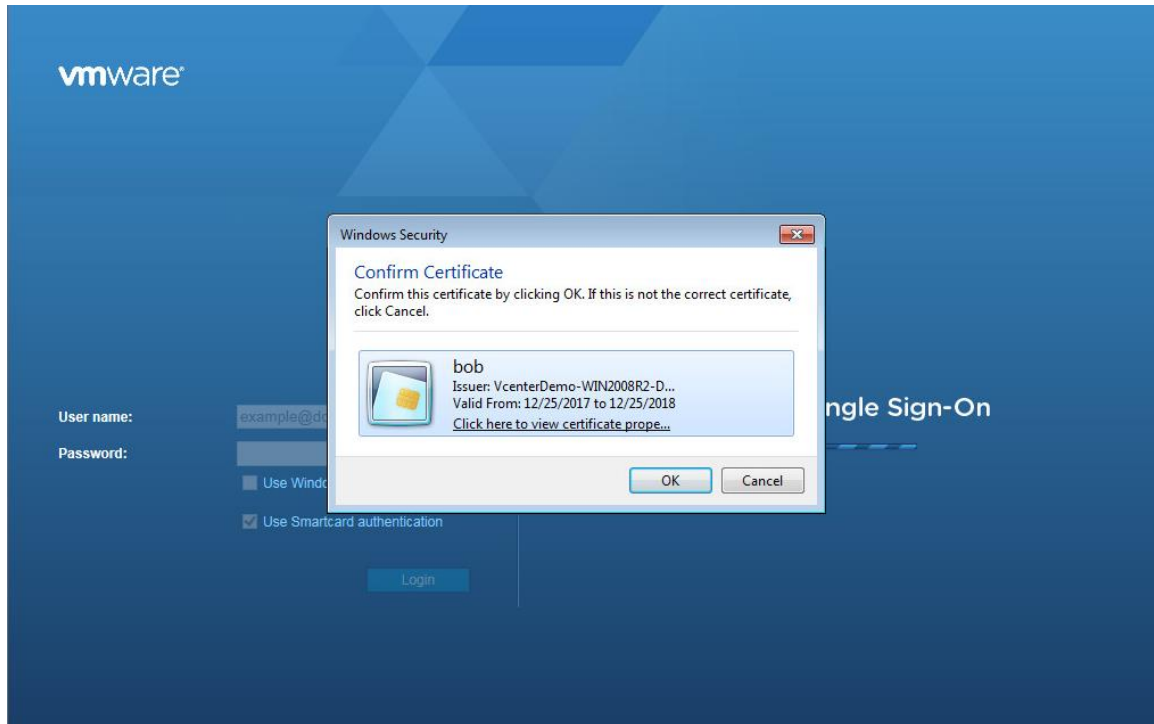 vmware®
Windows Security
Confirm Certificate
Confirm this certificate by clicking OK. If this is not the correct certificate,
click Cancel.
bob
Issuer: VcenterDemo-WIN2008R2-D...
Valid From: 12/25/2017 to 12/25/2018
Click here to view certificate prope...
OK Cancel
ngle Sign-On
User name: example@do
Password:
Use Windo
Use Smartcard authentication
Login